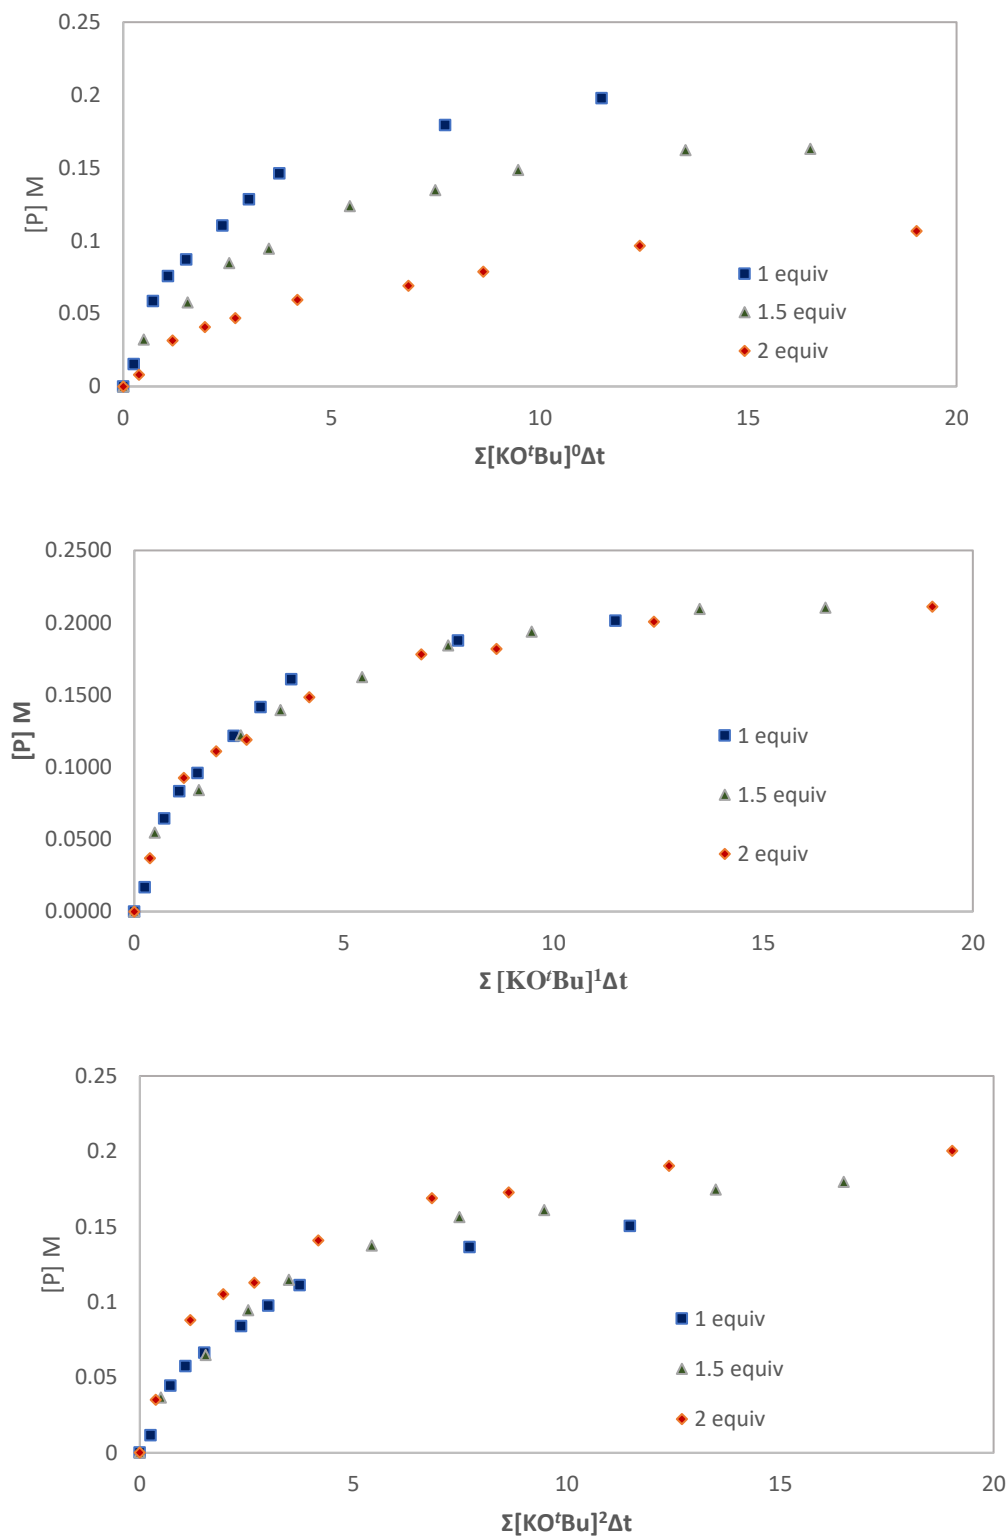 0.25
0.2
0.15
0.1
0.05
0
[P] M
1 equiv
1.5 equiv
2 equiv
0 5 10 15 20
Σ[KOᵗBu]⁰Δt
0.2500
0.2000
0.1500
0.1000
0.0500
0.0000
[P] M
1 equiv
1.5 equiv
2 equiv
0 5 10 15 20
Σ [KOᵗBu]¹Δt
0.25
0.2
0.15
0.1
0.05
0
[P] M
1 equiv
1.5 equiv
2 equiv
0 5 10 15 20
Σ[KOᵗBu]²Δt